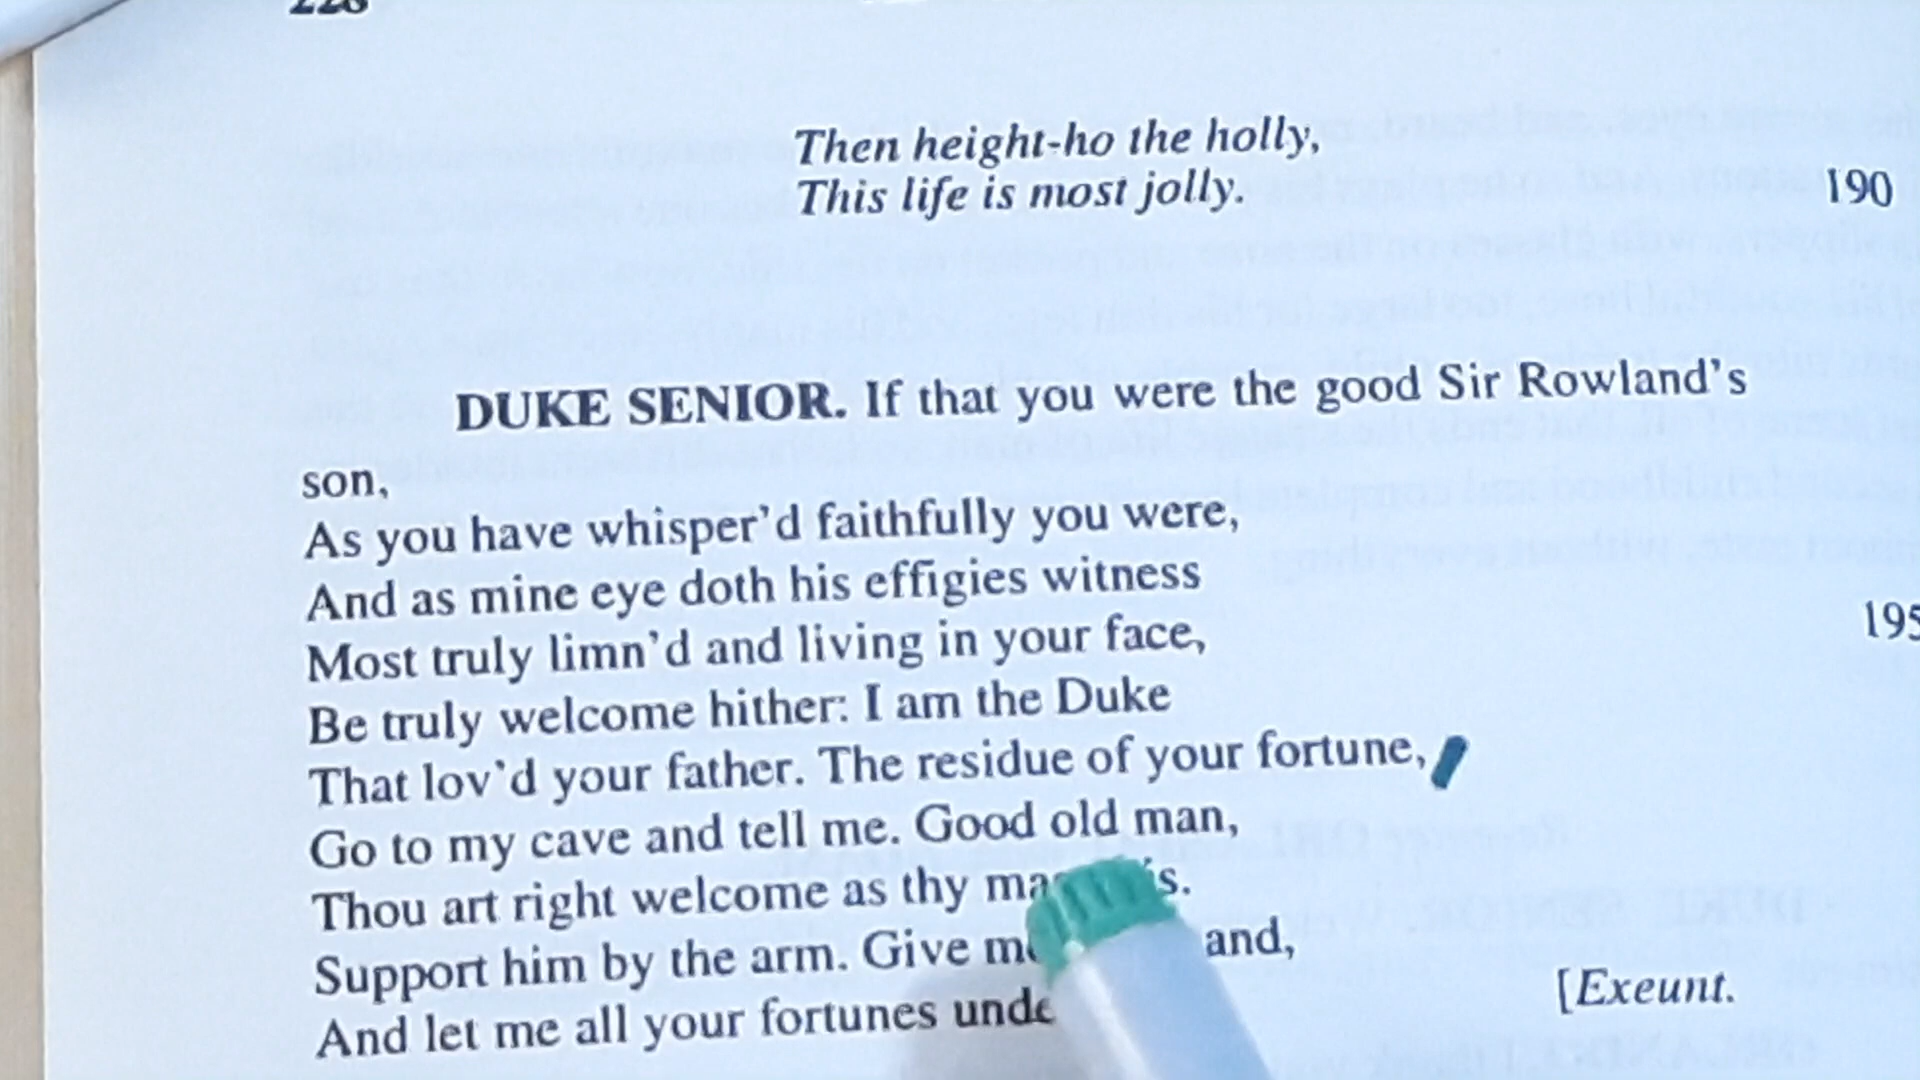 Then height-ho the holly,
This life is most jolly.
190
DUKE SENIOR. If that you were the good Sir Rowland's
son,
As you have whisper'd faithfully you were,
And as mine eye doth his effigies witness
195
Most truly limn'd and living in your face,
Be truly welcome hither: I am the Duke
That lov'd your father. The residue of your fortune,
Go to my cave and tell me. Good old man,
Thou art right welcome as thy
Support him by the arm. Give
And let me all your fortunes
[Exeunt.